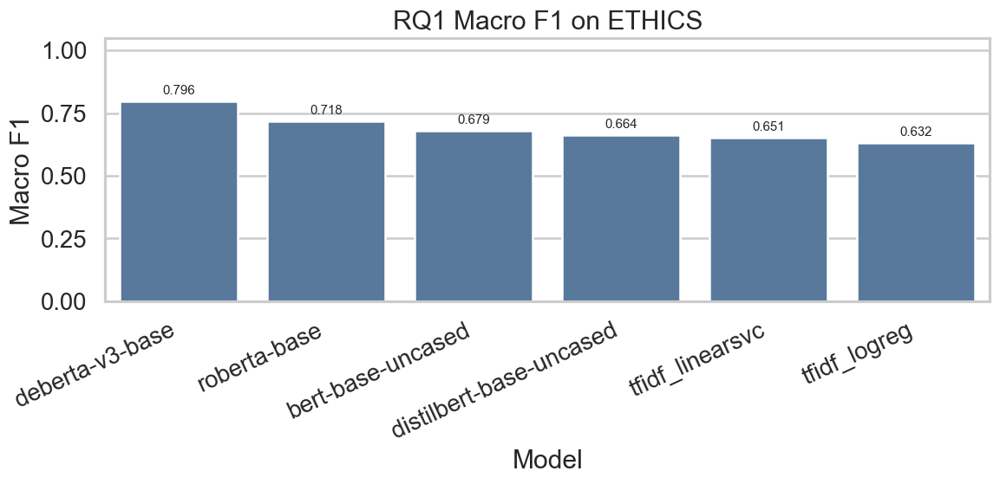 RQ1 Macro F1 on ETHICS
Macro F1
1.00
0.75
0.50
0.25
0.00
0.796
0.718
0.679
0.664
0.651
0.632
deberta-v3-base
roberta-base
bert-base-uncased
distilbert-base-uncased
tfidf_linearsvc
tfidf_logreg
Model